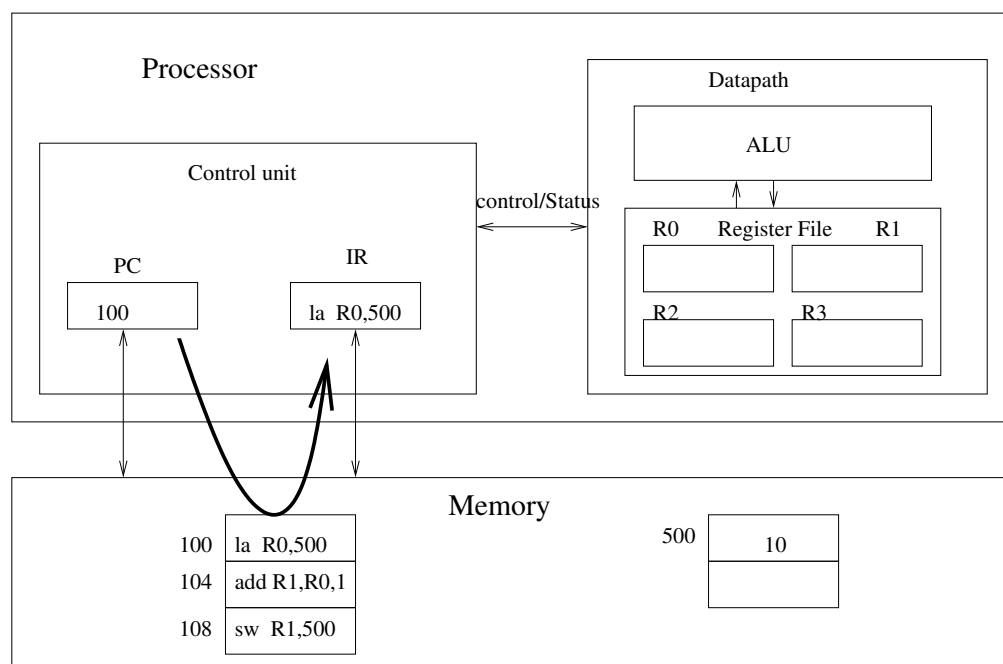 Processor
Datapath
ALU
Control unit
control/Status
R0 Register File R1
PC
IR
100
la R0,500
R2
R3
Memory
100 la R0,500
104 add R1,R0,1
108 sw R1,500
500 10